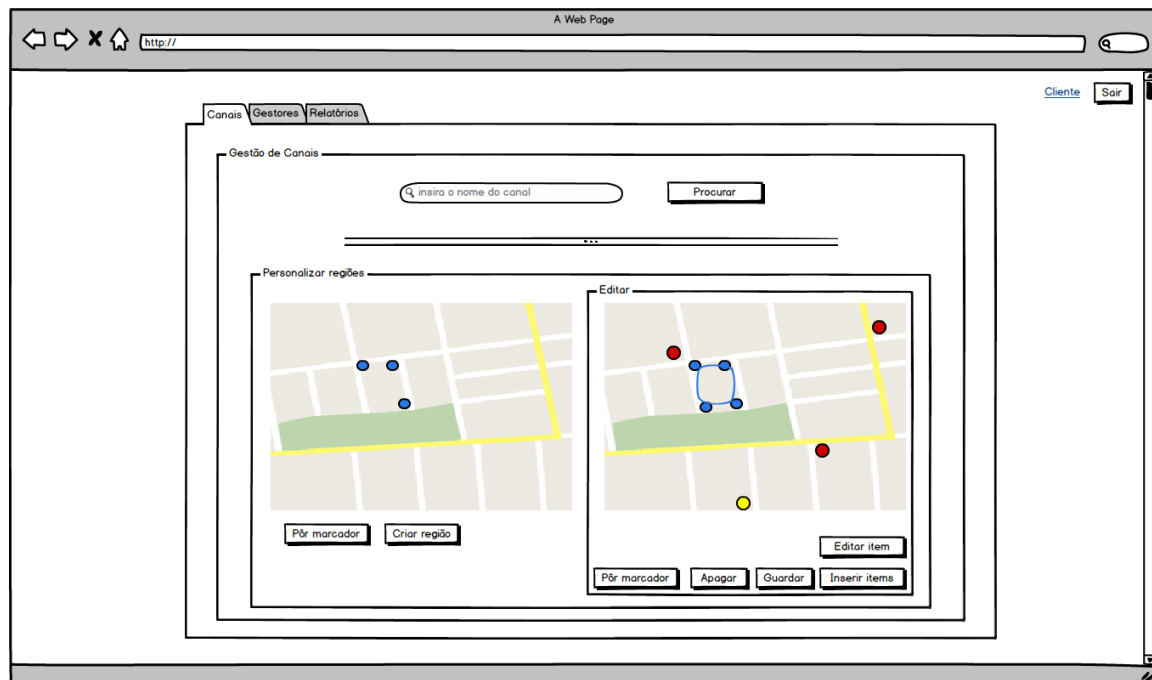 A Web Page
http://
Cliente
Sair
Canais
Gestores
Relatórios
Gestão de Canais
insira o nome do canal
Procurar
Personalizar regiões
Editar
Pôr marcador
Criar região
Editar item
Pôr marcador
Apagar
Guardar
Inserir items